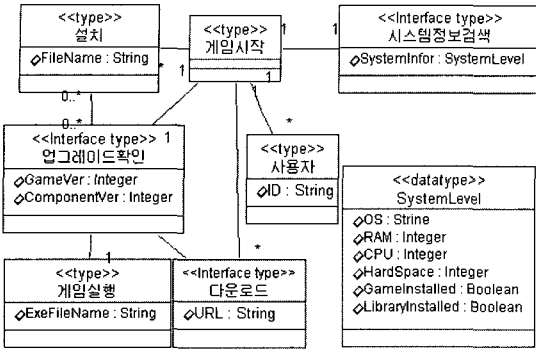 <<type>>
설치
FileName : String
<<type>>
게임시작
<<Interface type>>
시스템정보검색
SystemInfor : SystemLevel
1
1
*
1
1
1
0..*
0..*
1
*
<<Interface type>>
업그레이드확인
GameVer : Integer
ComponentVer : Integer
<<type>>
사용자
ID : String
<<datatype>>
SystemLevel
OS : Strine
RAM : Integer
CPU : Integer
HardSpace : Integer
GameInstalled : Boolean
LibraryInstalled : Boolean
1
*
<<type>>
게임실행
ExeFileName : String
<<Interface type>>
다운로드
URL : String